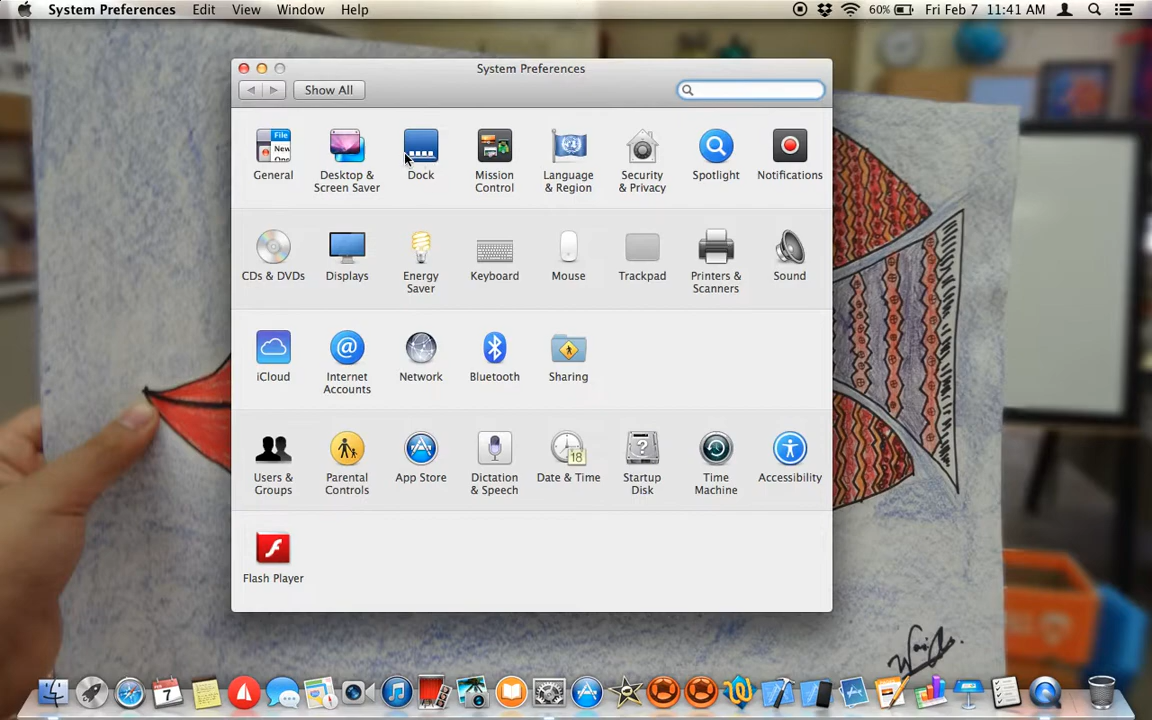 System Preferences Edit View Window Help 60% Fri Feb 7 11:41 AM
System Preferences
Show All
General
Desktop &
Screen Saver
Dock
Mission
Control
Language
& Region
Security
& Privacy
Spotlight
Notifications
CDs & DVDs
Displays
Energy
Saver
Keyboard
Mouse
Trackpad
Printers &
Scanners
Sound
iCloud
Internet
Accounts
Network
Bluetooth
Sharing
Users &
Groups
Parental
Controls
App Store
Dictation
& Speech
Date & Time
18
Startup
Disk
Time
Machine
Accessibility
Flash Player
7